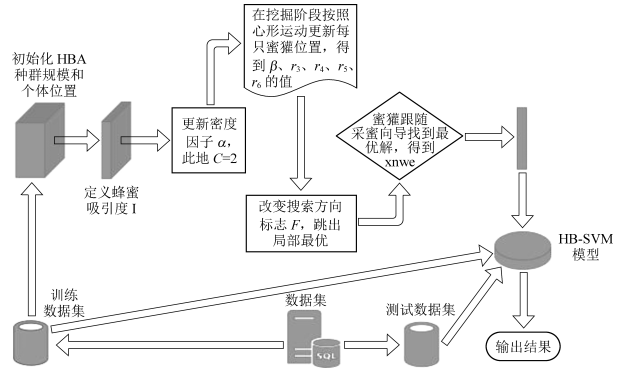 初始化 HBA
种群规模和
个体位置
定义蜂蜜
吸引度 I
更新密度
因子 α，
此地 C=2
在挖掘阶段按照
心形运动更新每
只蜜獾位置，得
到 β、r3、r4、r5、
r6 的值
改变搜索方向
标志 F，跳出
局部最优
蜜獾跟随
采蜜向导找到最
优解，得到
xnwe
HB-SVM
模型
训练
数据集
数据集
SQL
测试数据集
输出结果